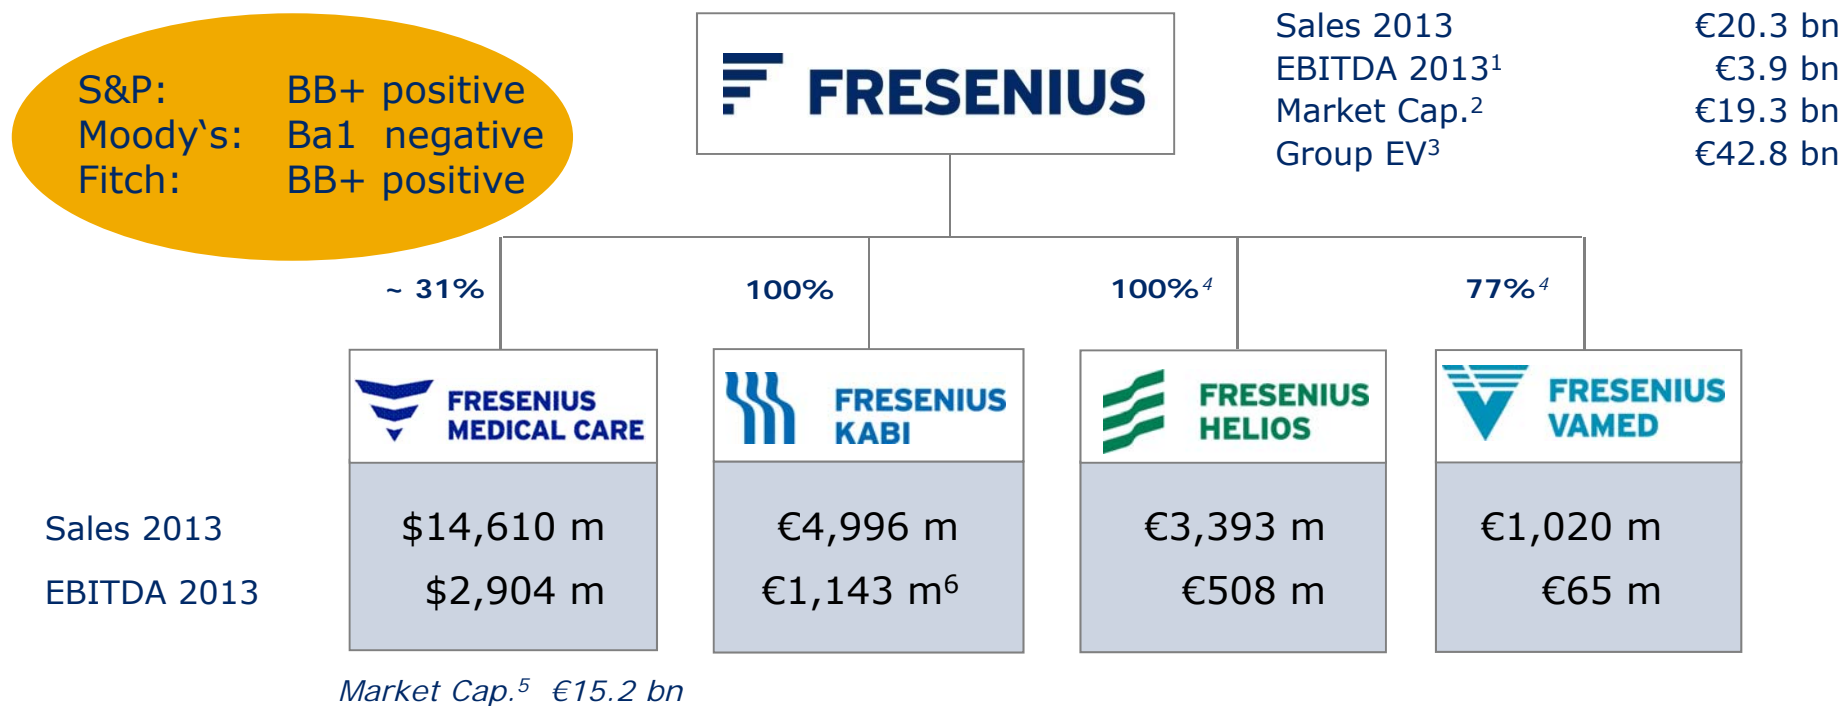 S&P: BB+ positive
Moody‘s: Ba1 negative
Fitch: BB+ positive
FRESENIUS
Sales 2013 €20.3 bn
EBITDA 2013¹ €3.9 bn
Market Cap.² €19.3 bn
Group EV³ €42.8 bn
~ 31% 100% 100%⁴ 77%⁴
FRESENIUS
MEDICAL CARE
FRESENIUS
KABI
FRESENIUS
HELIOS
FRESENIUS
VAMED
Sales 2013 $14,610 m €4,996 m €3,393 m €1,020 m
EBITDA 2013 $2,904 m €1,143 m⁶ €508 m €65 m
Market Cap.⁵ €15.2 bn